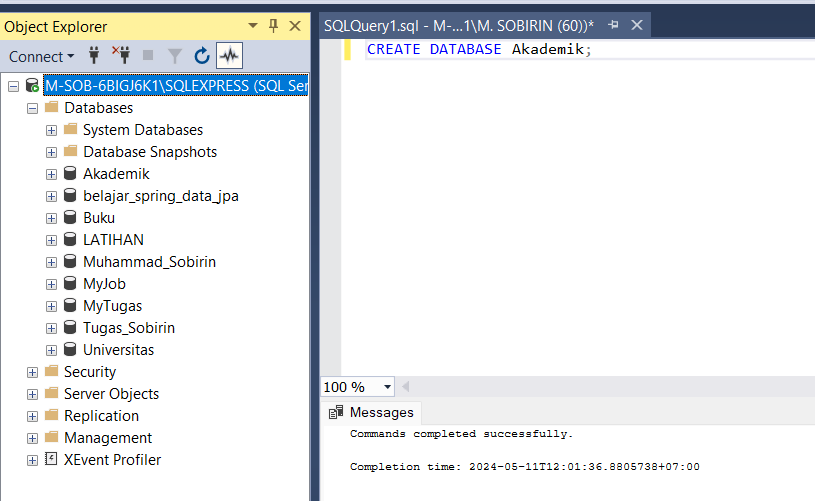 Object Explorer
Connect
M-SOB-6BIGJ6K1\SQLEXPRESS (SQL Ser
Databases
System Databases
Database Snapshots
Akademik
belajar_spring_data_jpa
Buku
LATIHAN
Muhammad_Sobirin
MyJob
MyTugas
Tugas_Sobirin
Universitas
Security
Server Objects
Replication
Management
XEvent Profiler
SQLQuery1.sql - M-...1\M. SOBIRIN (60))*
CREATE DATABASE Akademik;
100 %
Messages
Commands completed successfully.
Completion time: 2024-05-11T12:01:36.8805738+07:00